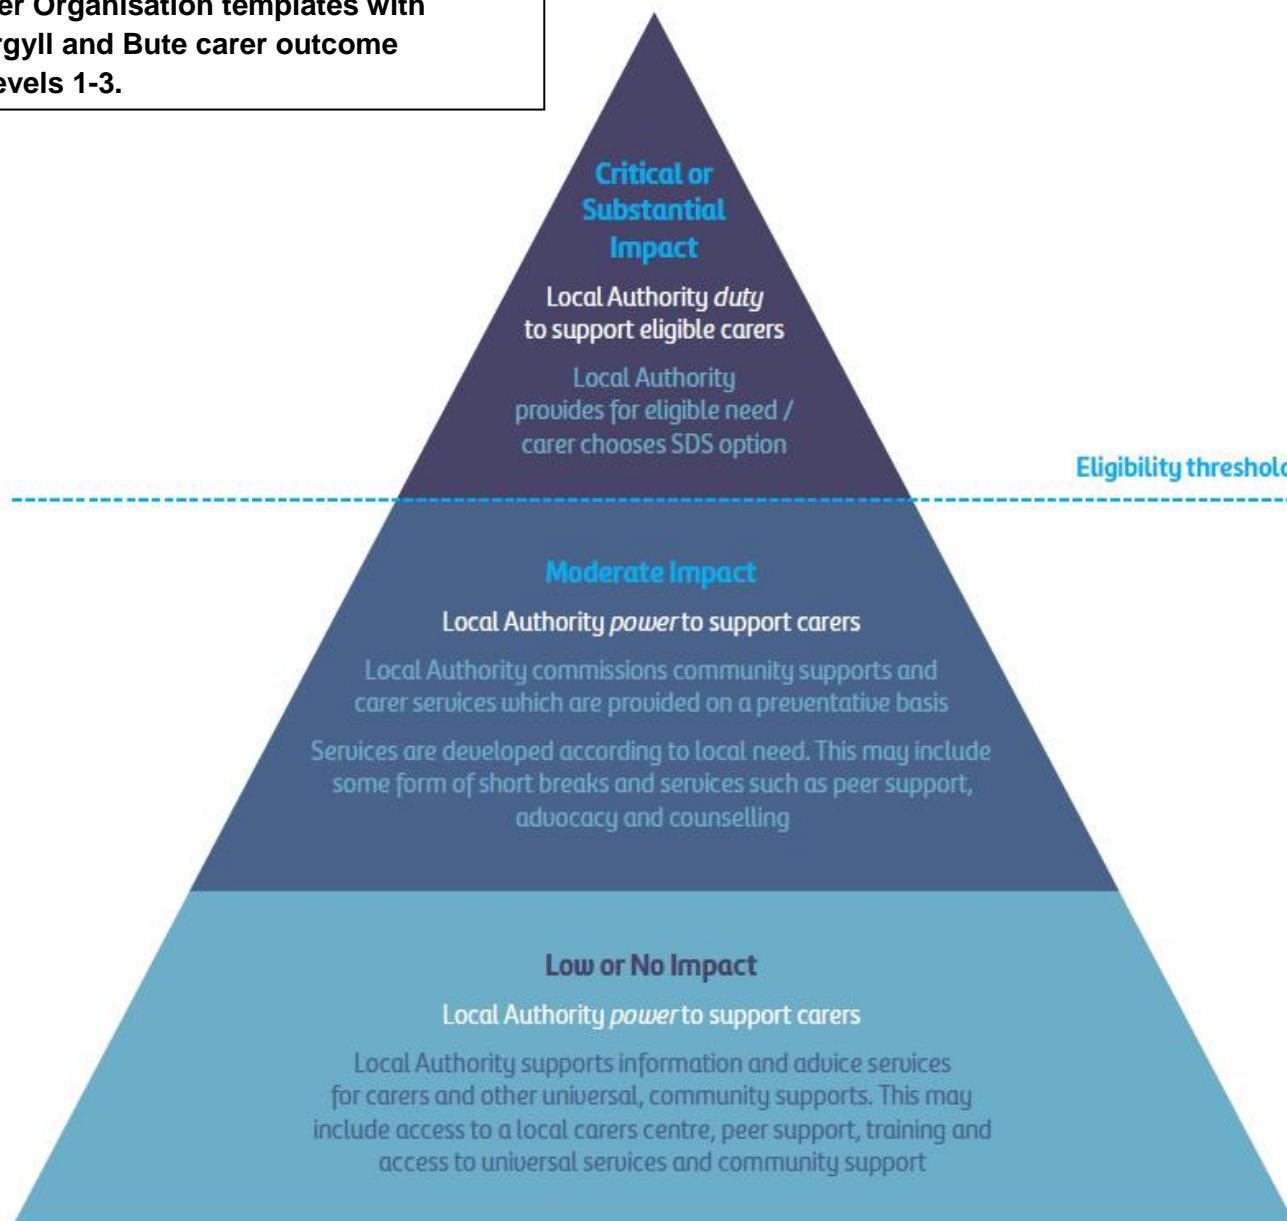 er Organisation templates with
rgyll and Bute carer outcome
evels 1-3.
Critical or
Substantial
Impact
Local Authority duty
to support eligible carers
Local Authority
provides for eligible need /
carer chooses SDS option
Eligibility threshold
Moderate Impact
Local Authority power to support carers
Local Authority commissions community supports and
carer services which are provided on a preventative basis
Services are developed according to local need. This may include
some form of short breaks and services such as peer support,
advocacy and counselling
Low or No Impact
Local Authority power to support carers
Local Authority supports information and advice services
for carers and other universal, community supports. This may
include access to a local carers centre, peer support, training and
access to universal services and community support